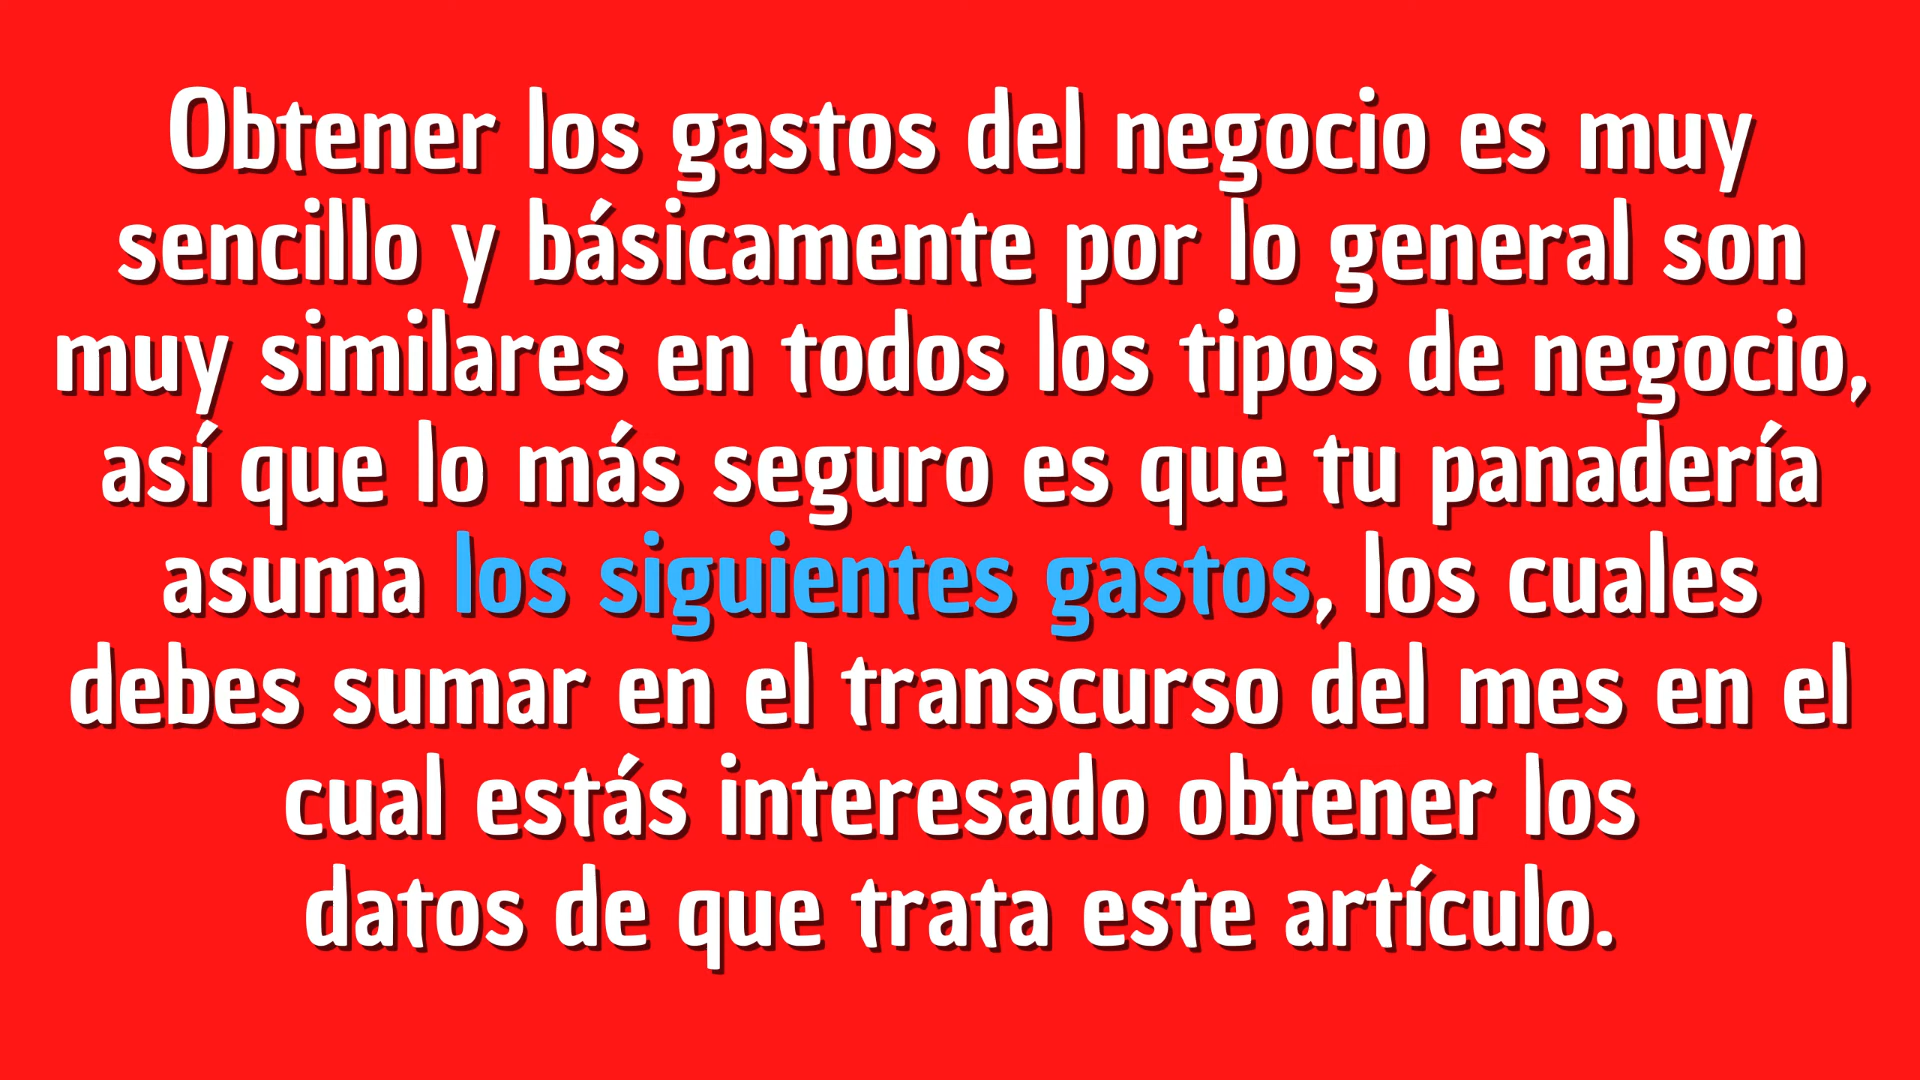 Obtener los gastos del negocio es muy
sencillo y básicamente por lo general son
muy similares en todos los tipos de negocio,
así que lo más seguro es que tu panadería
asuma los siguientes gastos, los cuales
debes sumar en el transcurso del mes en el
cual estás interesado obtener los
datos de que trata este artículo.